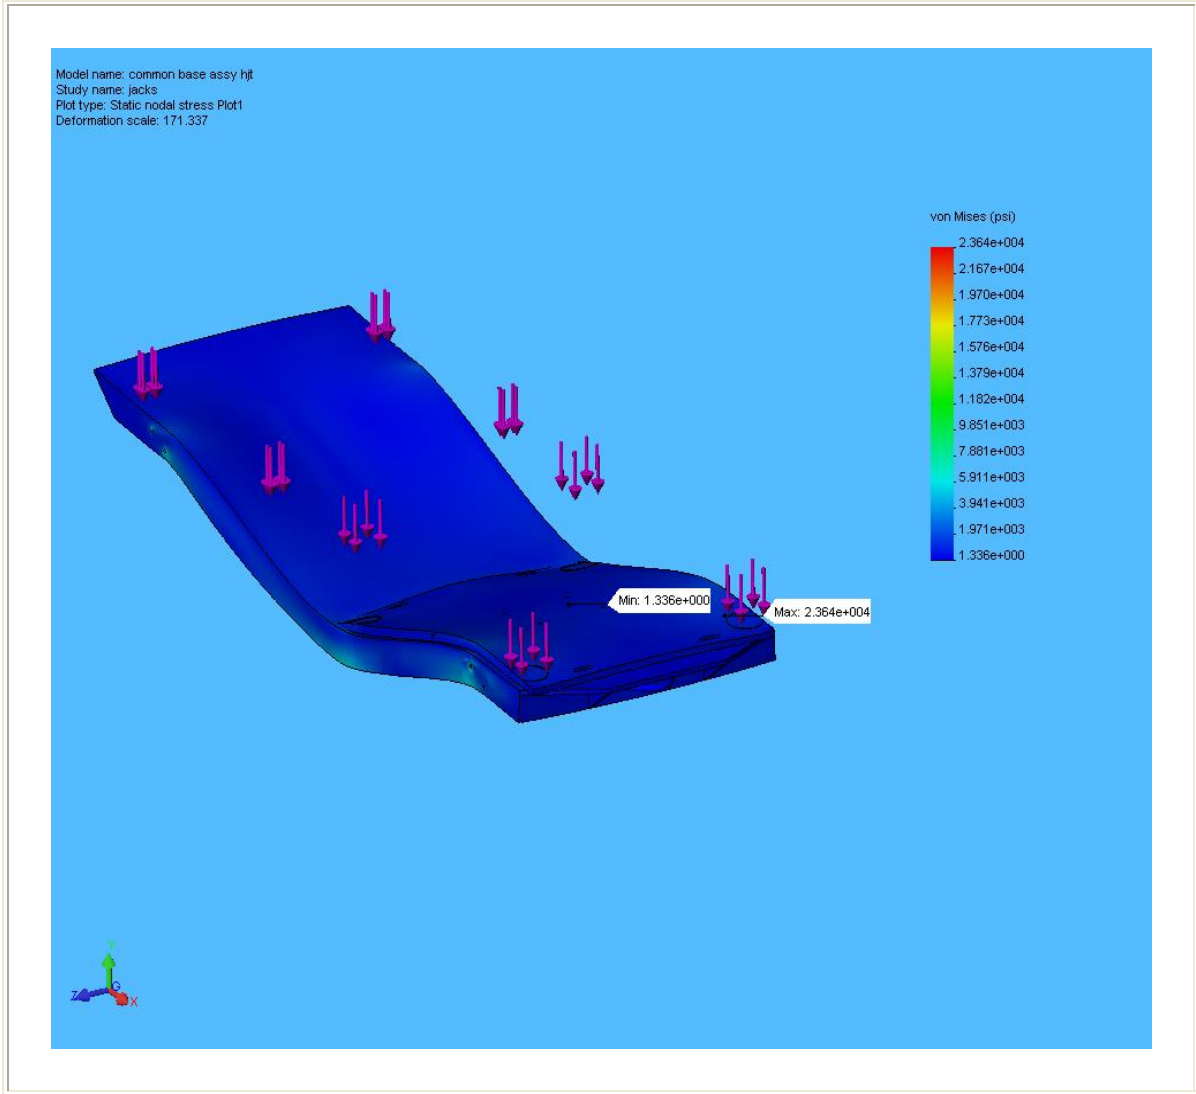 Model name: common base assy hjt
Study name: jacks
Plot type: Static nodal stress Plot1
Deformation scale: 171.337
von Mises (psi)
2.364e+004
2.167e+004
1.970e+004
1.773e+004
1.576e+004
1.379e+004
1.182e+004
9.851e+003
7.881e+003
5.911e+003
3.941e+003
1.971e+003
1.336e+000
Min: 1.336e+000
Max: 2.364e+004
Y
G
Z
X